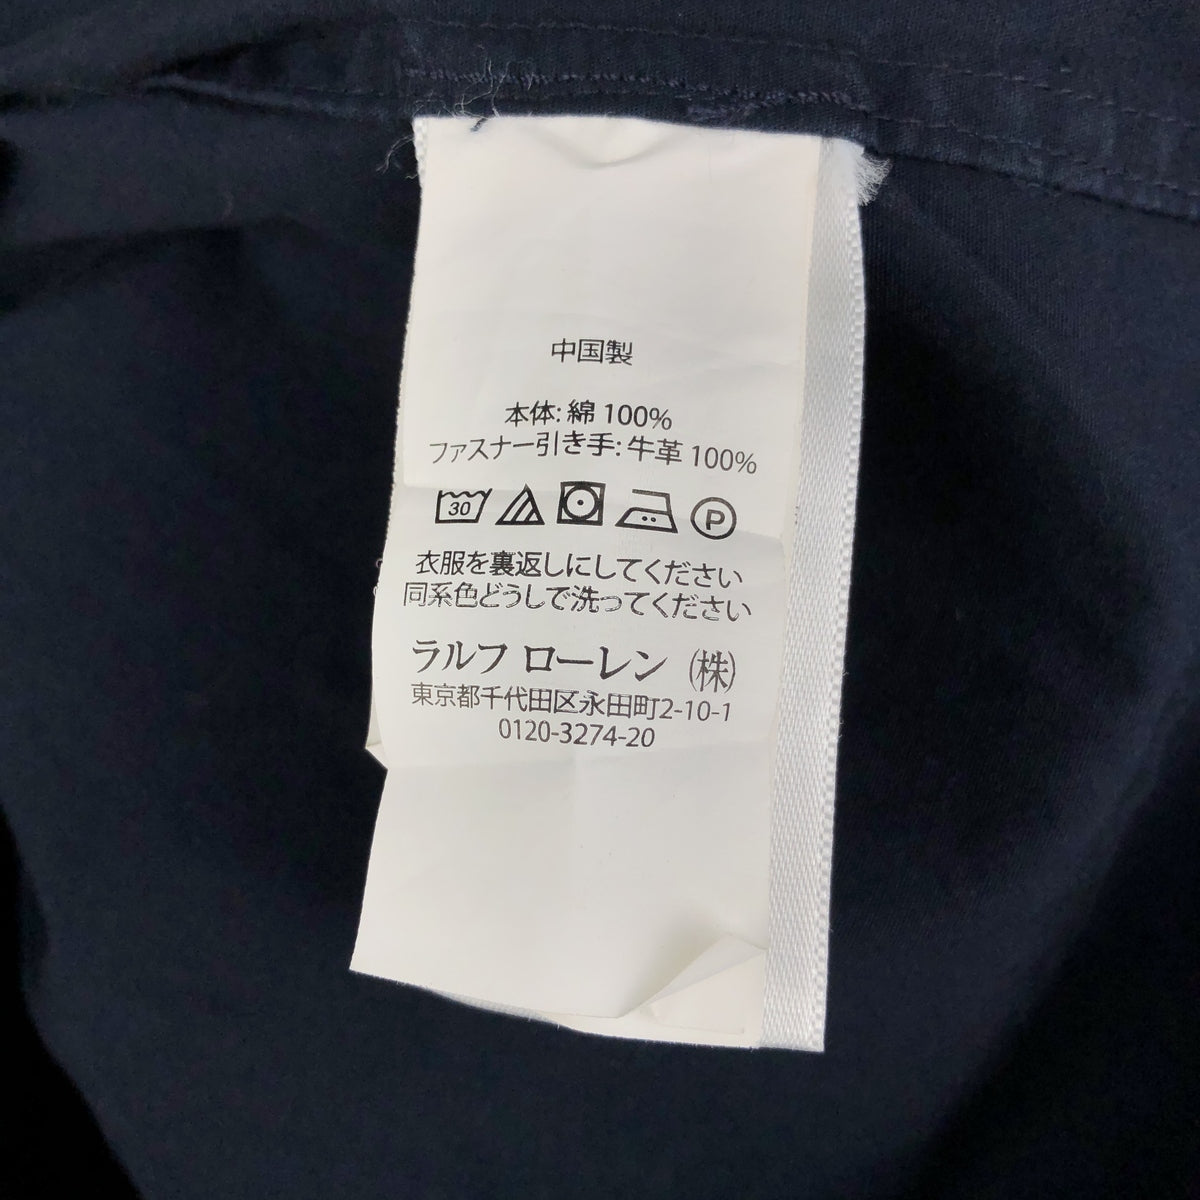 中国製
本体: 綿 100%
ファスナー引き手: 牛革 100%
30 P
衣服を裏返しにしてください
同系色どうしで洗ってください
ラルフ ローレン (株)
東京都千代田区永田町2-10-1
0120-3274-20